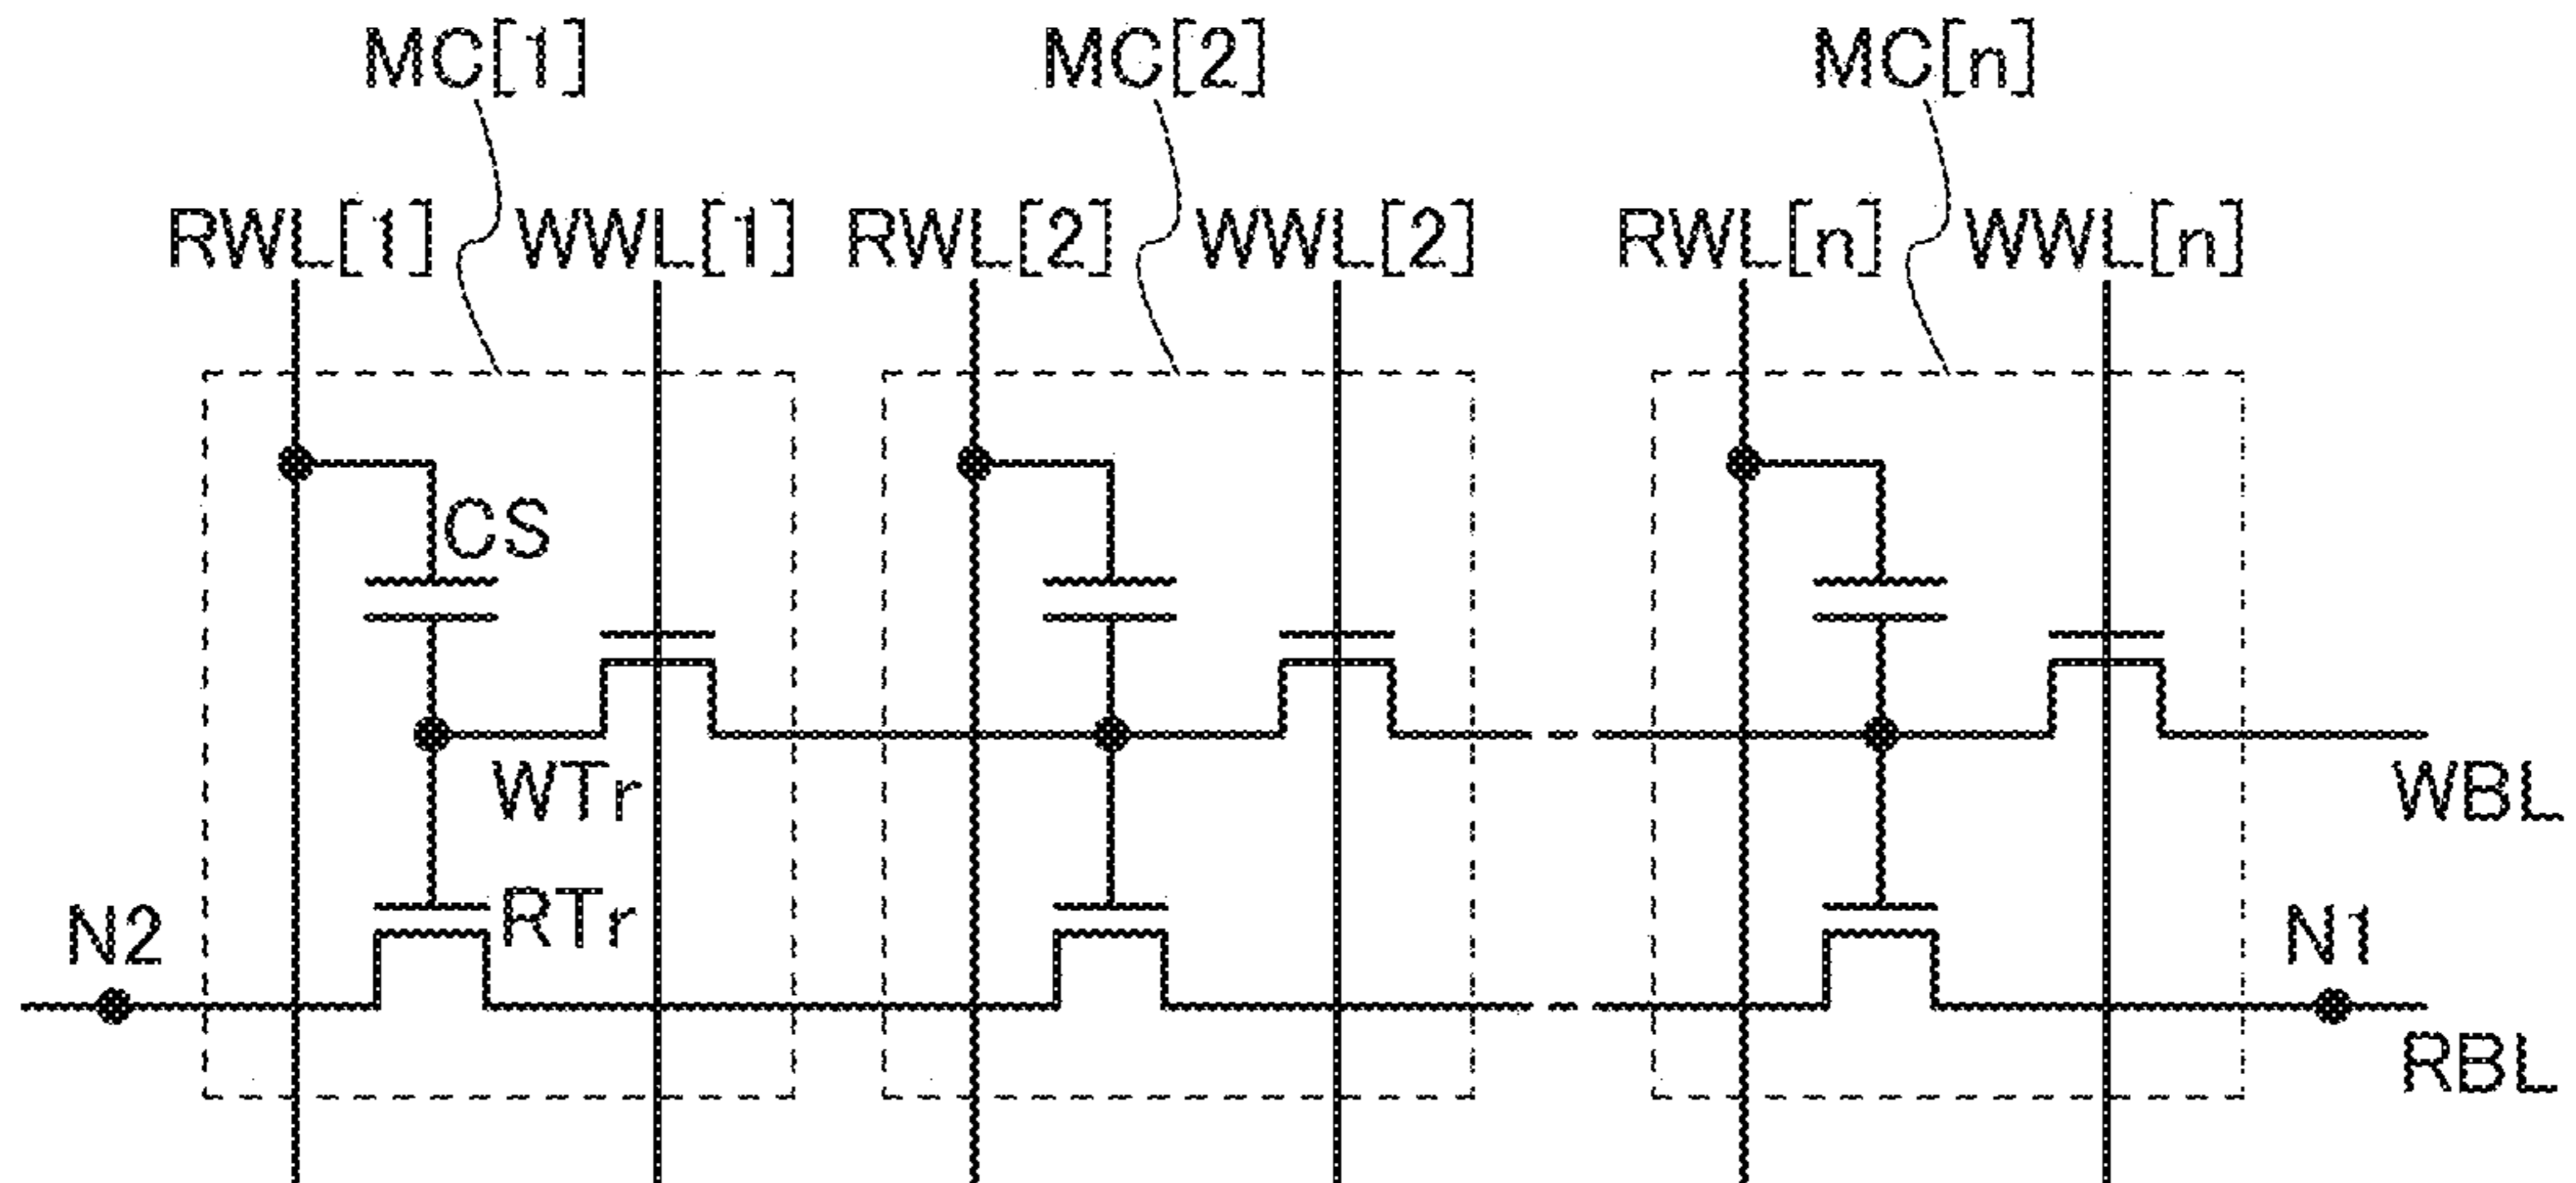 MC[1] MC[2] MC[n]
RWL[1] WWL[1] RWL[2] WWL[2] RWL[n] WWL[n]
CS
WTr
WBL
RTr
N2
N1
RBL